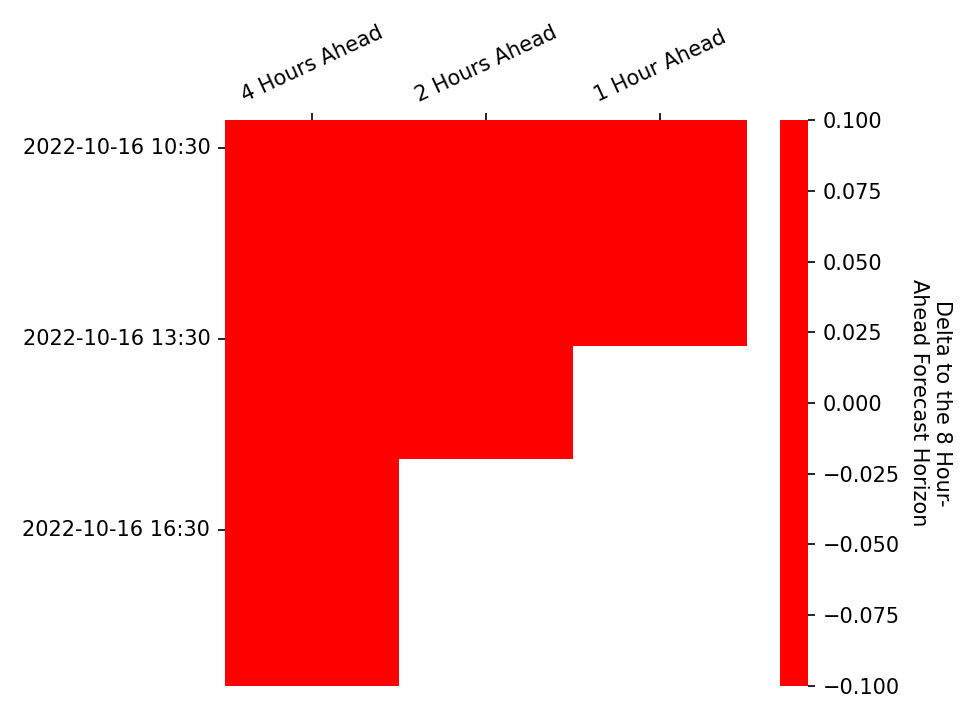 4 Hours Ahead
2 Hours Ahead
1 Hour Ahead
2022-10-16 10:30
2022-10-16 13:30
2022-10-16 16:30
0.100
0.075
0.050
0.025
0.000
−0.025
−0.050
−0.075
−0.100
Delta to the 8 Hour-
Ahead Forecast Horizon